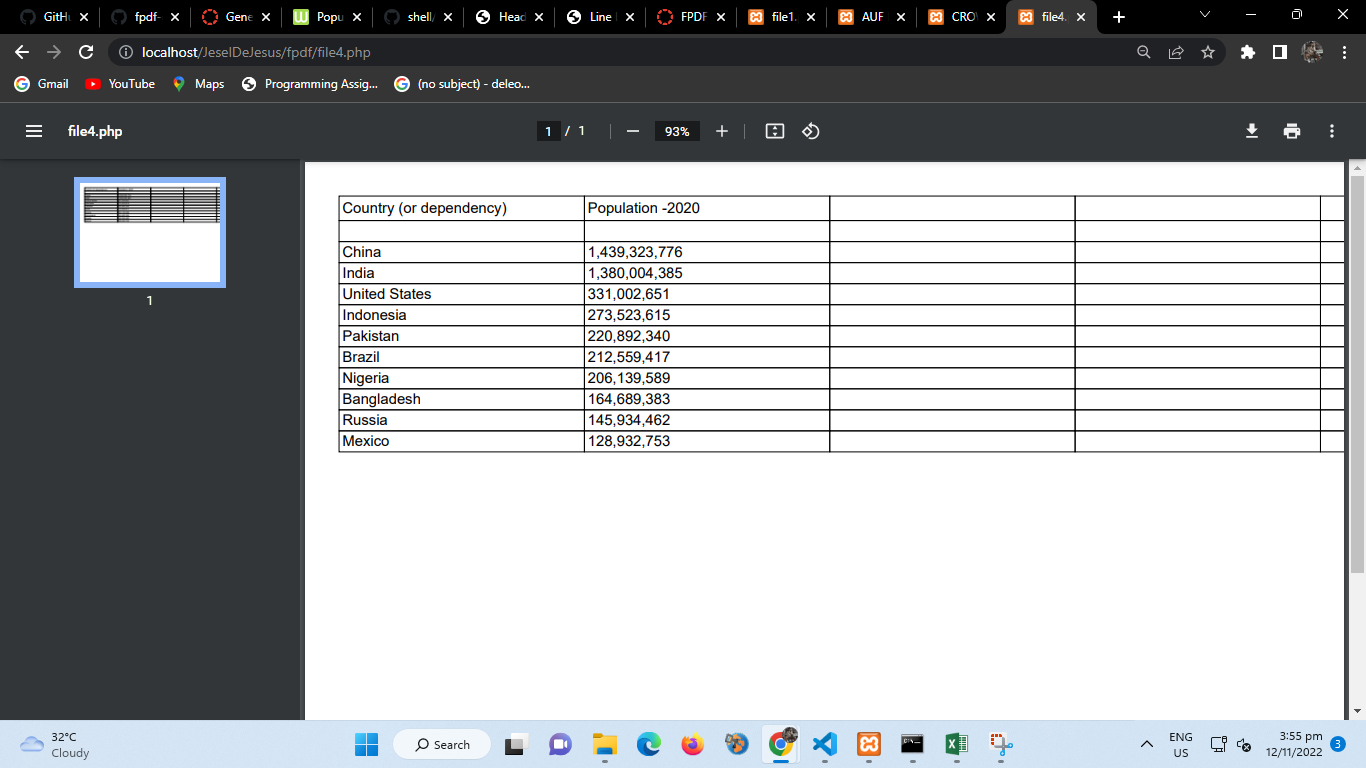 GitH fpdf- Gene Popu shell/ Head Line FPDF file1. AUF CRO file4.
localhost/JeselDeJesus/fpdf/file4.php
Gmail YouTube Maps Programming Assig... (no subject) - deleo...
file4.php 1 / 1 93%
Country (or dependency) Population -2020
China 1,439,323,776
India 1,380,004,385
United States 331,002,651
Indonesia 273,523,615
Pakistan 220,892,340
Brazil 212,559,417
Nigeria 206,139,589
Bangladesh 164,689,383
Russia 145,934,462
Mexico 128,932,753
1
32°C
Cloudy
Search
ENG
US
3:55 pm
12/11/2022
3